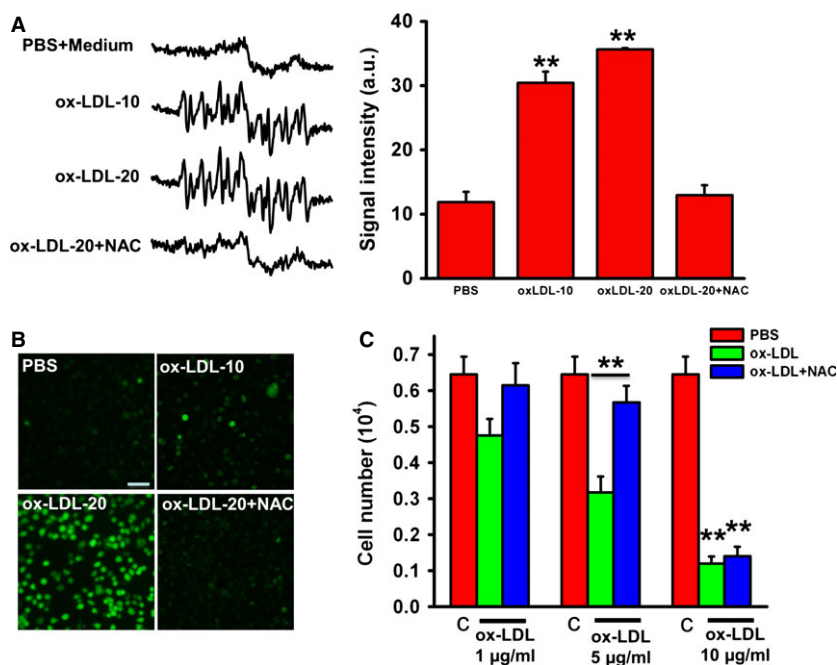 A
PBS+Medium
ox-LDL-10
ox-LDL-20
ox-LDL-20+NAC
Signal intensity (a.u.)
40
30
20
10
0
**
**
PBS
oxLDL-10
oxLDL-20
oxLDL-20+NAC
B
PBS
ox-LDL-10
ox-LDL-20
ox-LDL-20+NAC
C
PBS
ox-LDL
ox-LDL+NAC
Cell number (10⁴)
0.7
0.6
0.5
0.4
0.3
0.2
0.1
0.0
**
** **
C ox-LDL C ox-LDL C ox-LDL
1 µg/ml 5 µg/ml 10 µg/ml